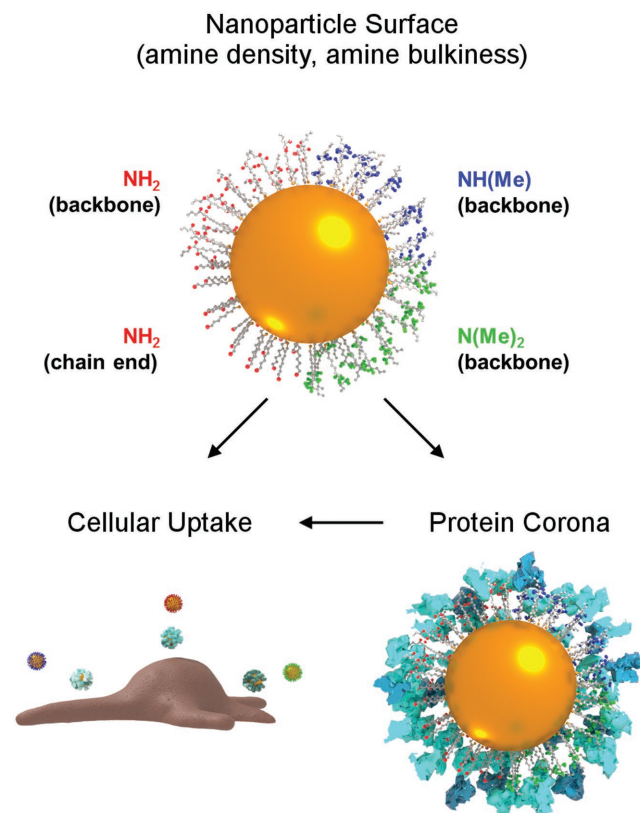 Nanoparticle Surface
(amine density, amine bulkiness)
NH₂
(backbone)
NH(Me)
(backbone)
NH₂
(chain end)
N(Me)₂
(backbone)
Cellular Uptake
Protein Corona